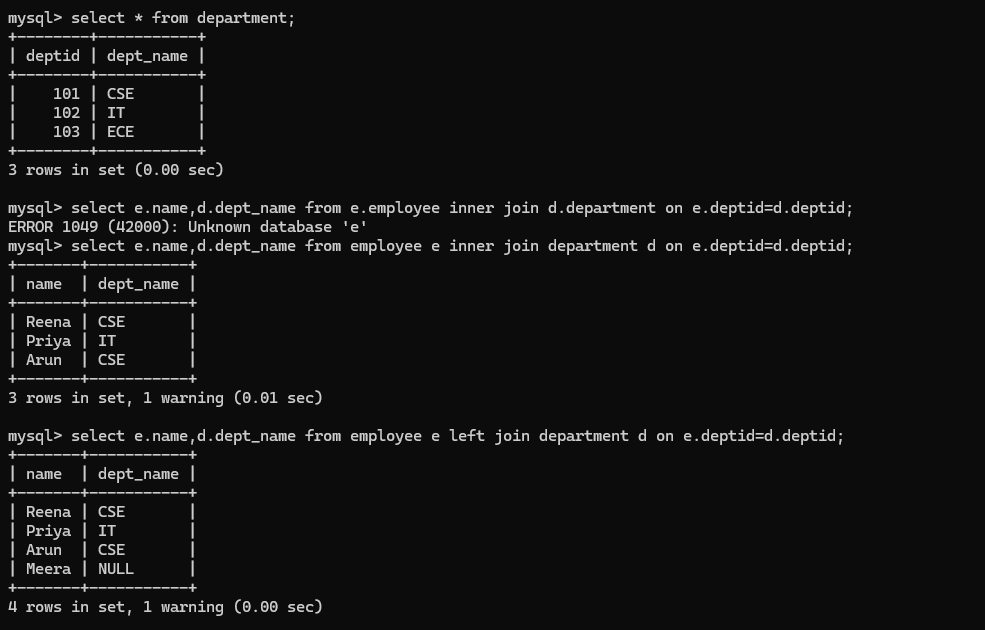 mysql> select * from department;
+--------+-----------+
| deptid | dept_name |
+--------+-----------+
|    101 | CSE       |
|    102 | IT        |
|    103 | ECE       |
+--------+-----------+
3 rows in set (0.00 sec)

mysql> select e.name,d.dept_name from e.employee inner join d.department on e.deptid=d.deptid;
ERROR 1049 (42000): Unknown database 'e'
mysql> select e.name,d.dept_name from employee e inner join department d on e.deptid=d.deptid;
+-------+-----------+
| name  | dept_name |
+-------+-----------+
| Reena | CSE       |
| Priya | IT        |
| Arun  | CSE       |
+-------+-----------+
3 rows in set, 1 warning (0.01 sec)

mysql> select e.name,d.dept_name from employee e left join department d on e.deptid=d.deptid;
+-------+-----------+
| name  | dept_name |
+-------+-----------+
| Reena | CSE       |
| Priya | IT        |
| Arun  | CSE       |
| Meera | NULL      |
+-------+-----------+
4 rows in set, 1 warning (0.00 sec)